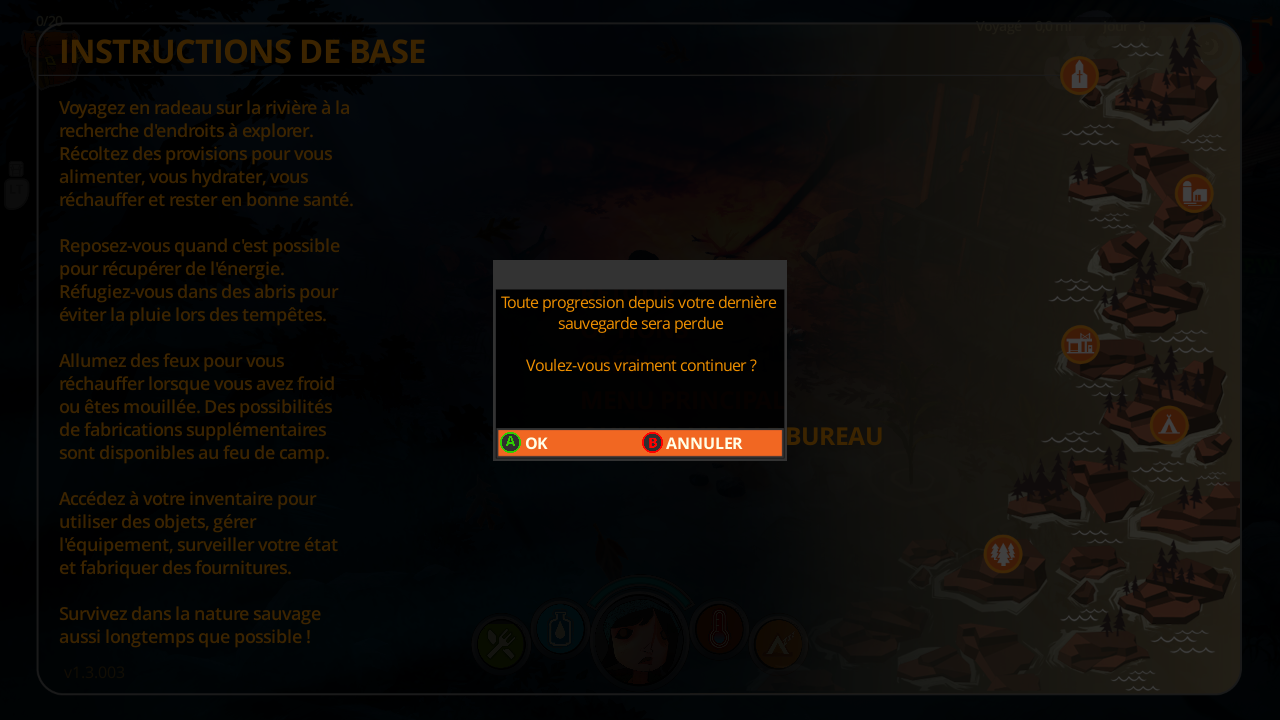 0/20
Voyagé 0.0 mi Jour 0
INSTRUCTIONS DE BASE
Voyagez en radeau sur la rivière à la
recherche d'endroits à explorer.
Récoltez des provisions pour vous
alimenter, vous hydrater, vous
réchauffer et rester en bonne santé.
Reposez-vous quand c'est possible
pour récupérer de l'énergie.
Réfugiez-vous dans des abris pour
éviter la pluie lors des tempêtes.
Allumez des feux pour vous
réchauffer lorsque vous avez froid
ou êtes mouillée. Des possibilités
de fabrications supplémentaires
sont disponibles au feu de camp.
Accédez à votre inventaire pour
utiliser des objets, gérer
l'équipement, surveiller votre état
et fabriquer des fournitures.
Survivez dans la nature sauvage
aussi longtemps que possible !
v1.3.003
Toute progression depuis votre dernière
sauvegarde sera perdue
Voulez-vous vraiment continuer ?
A OK B ANNULER
BUREAU